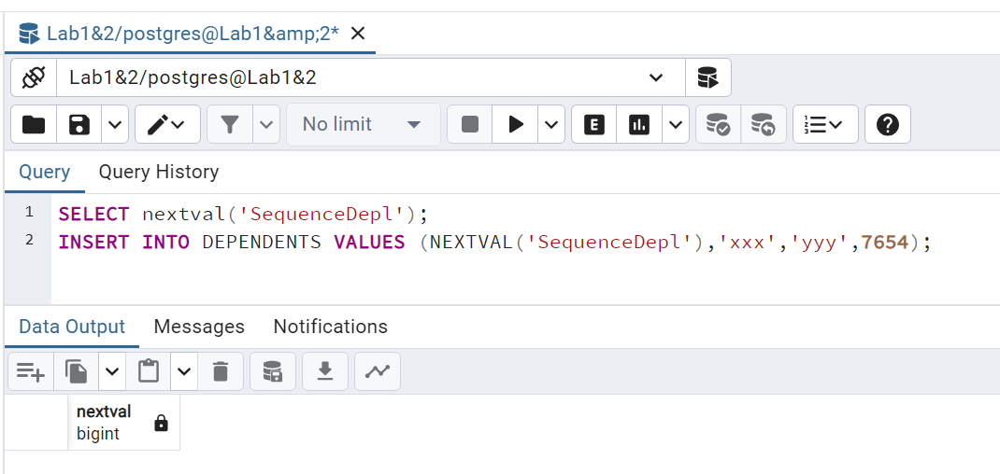 Lab1&2/postgres@Lab1&amp;2*
Lab1&2/postgres@Lab1&2
No limit
E
Query Query History
1 SELECT nextval('SequenceDepl');
2 INSERT INTO DEPENDENTS VALUES (NEXTVAL('SequenceDepl'),'xxx','yyy',7654);
Data Output Messages Notifications
nextval
bigint